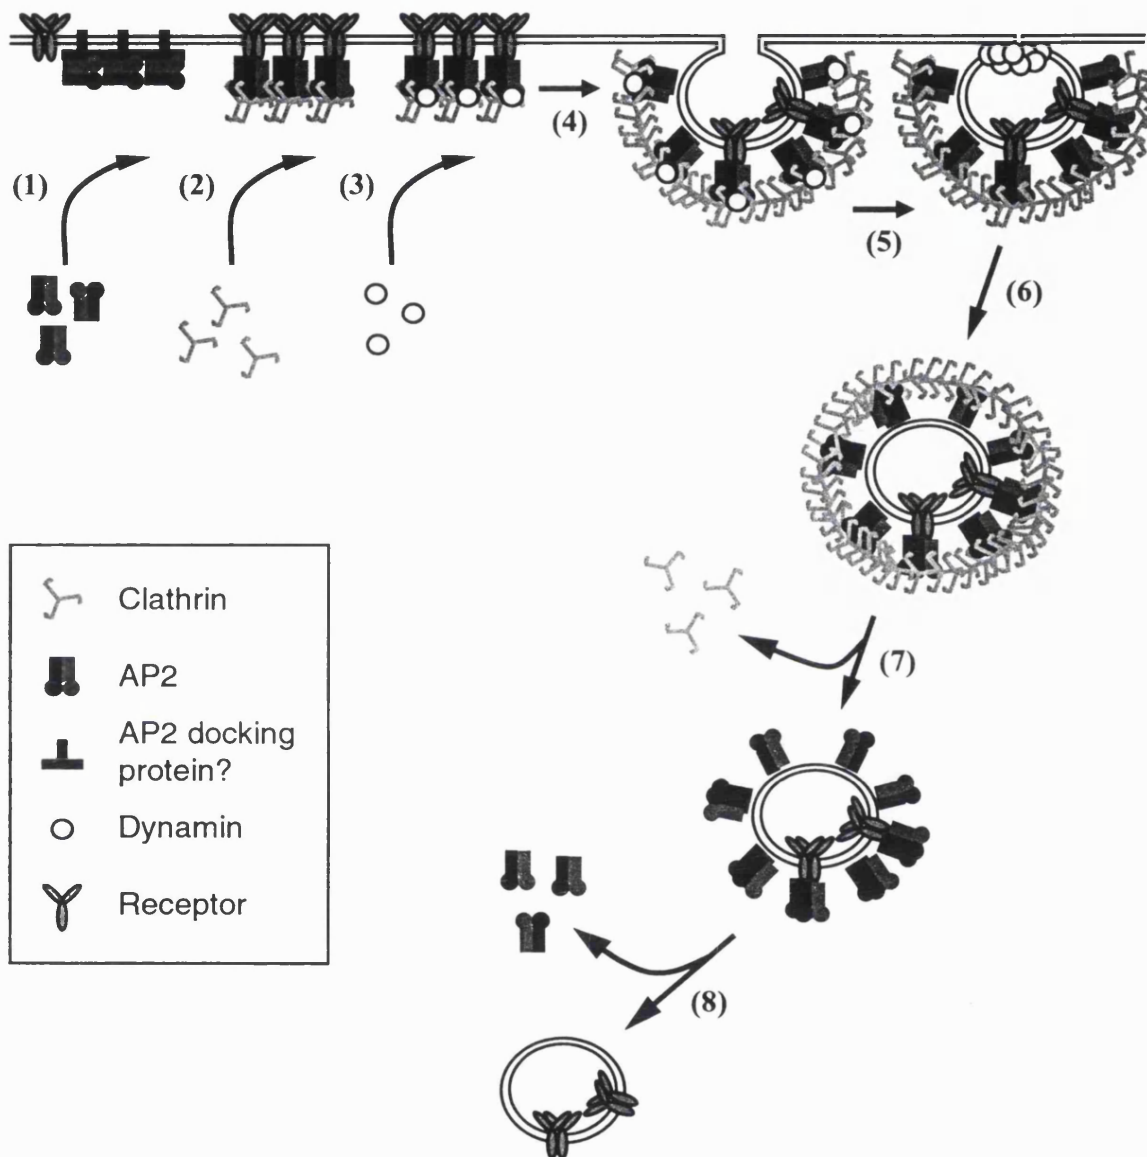 (1)
(2)
(3)
(4)
(5)
(6)
(7)
(8)
Clathrin
AP2
AP2 docking
protein?
Dynamin
Receptor